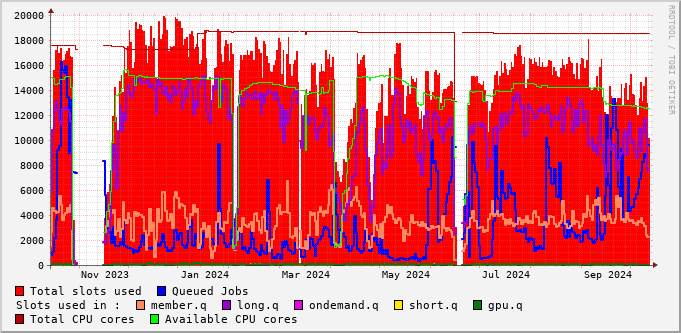 20000
18000
16000
14000
12000
10000
8000
6000
4000
2000
0
Nov 2023 Jan 2024 Mar 2024 May 2024 Jul 2024 Sep 2024
RRDTOOL / TOBI OETIKER
Total slots used Queued Jobs
Slots used in : member.q long.q ondemand.q short.q gpu.q
Total CPU cores Available CPU cores